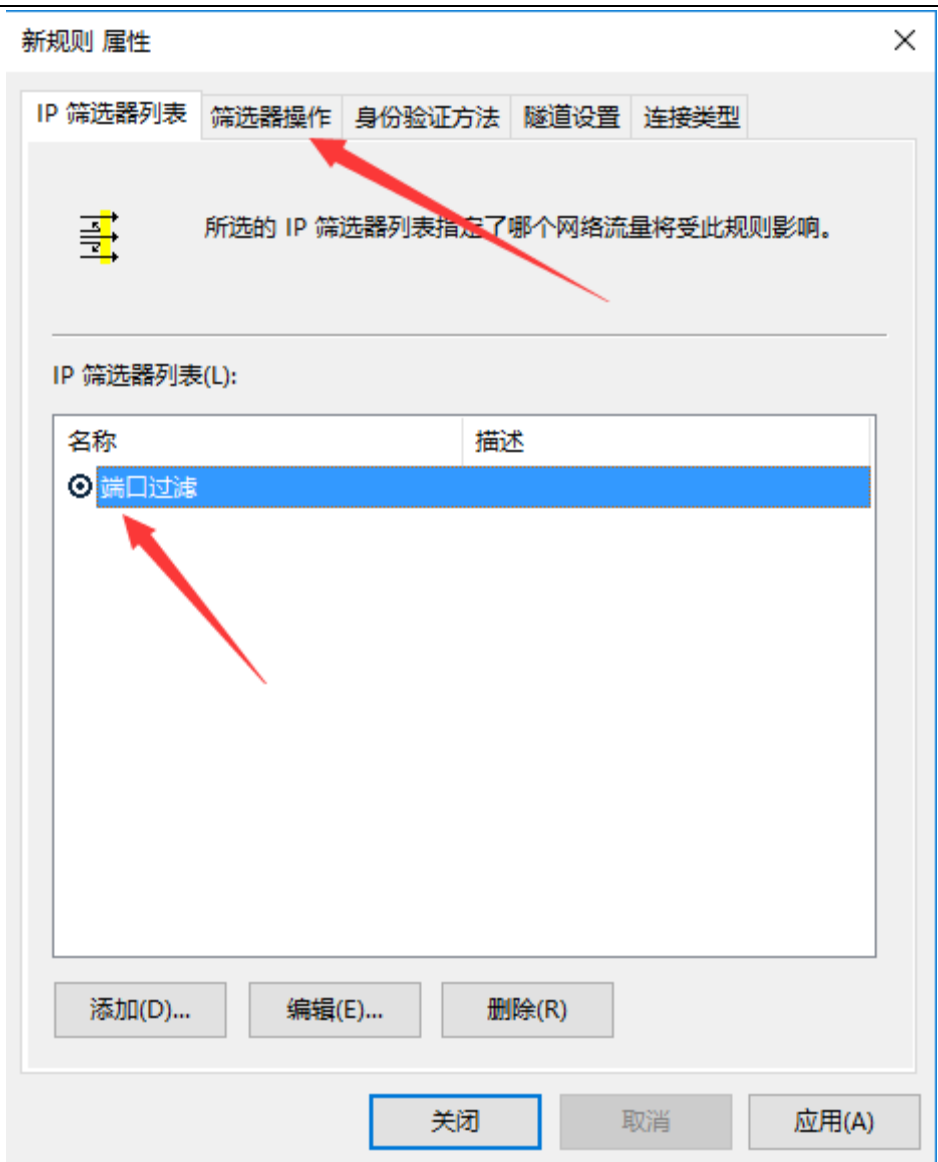 新规则 属性
IP 筛选器列表 筛选器操作 身份验证方法 隧道设置 连接类型
所选的 IP 筛选器列表指定了哪个网络流量将受此规则影响。
IP 筛选器列表(L):
名称 描述
端口过滤
添加(D)... 编辑(E)... 删除(R)
关闭 取消 应用(A)